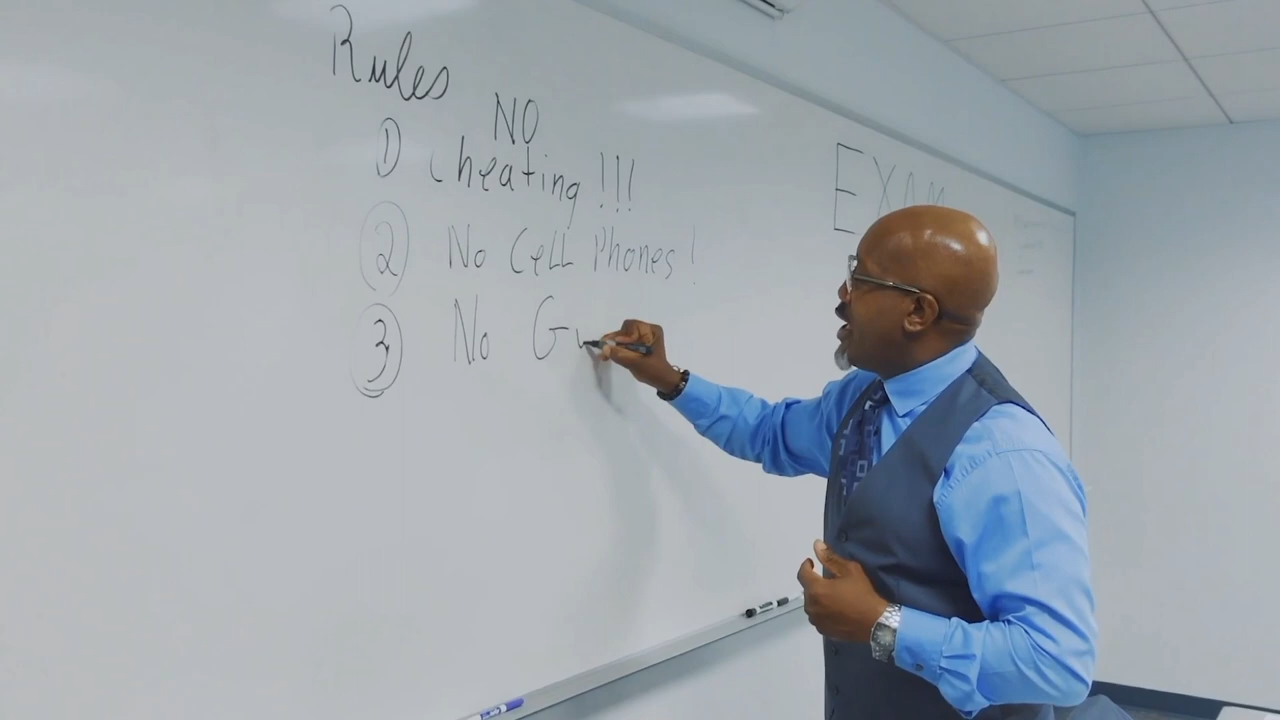 Rules
NO
① Cheating!!!
② No Cell Phones!
③ No Gu
EXAM